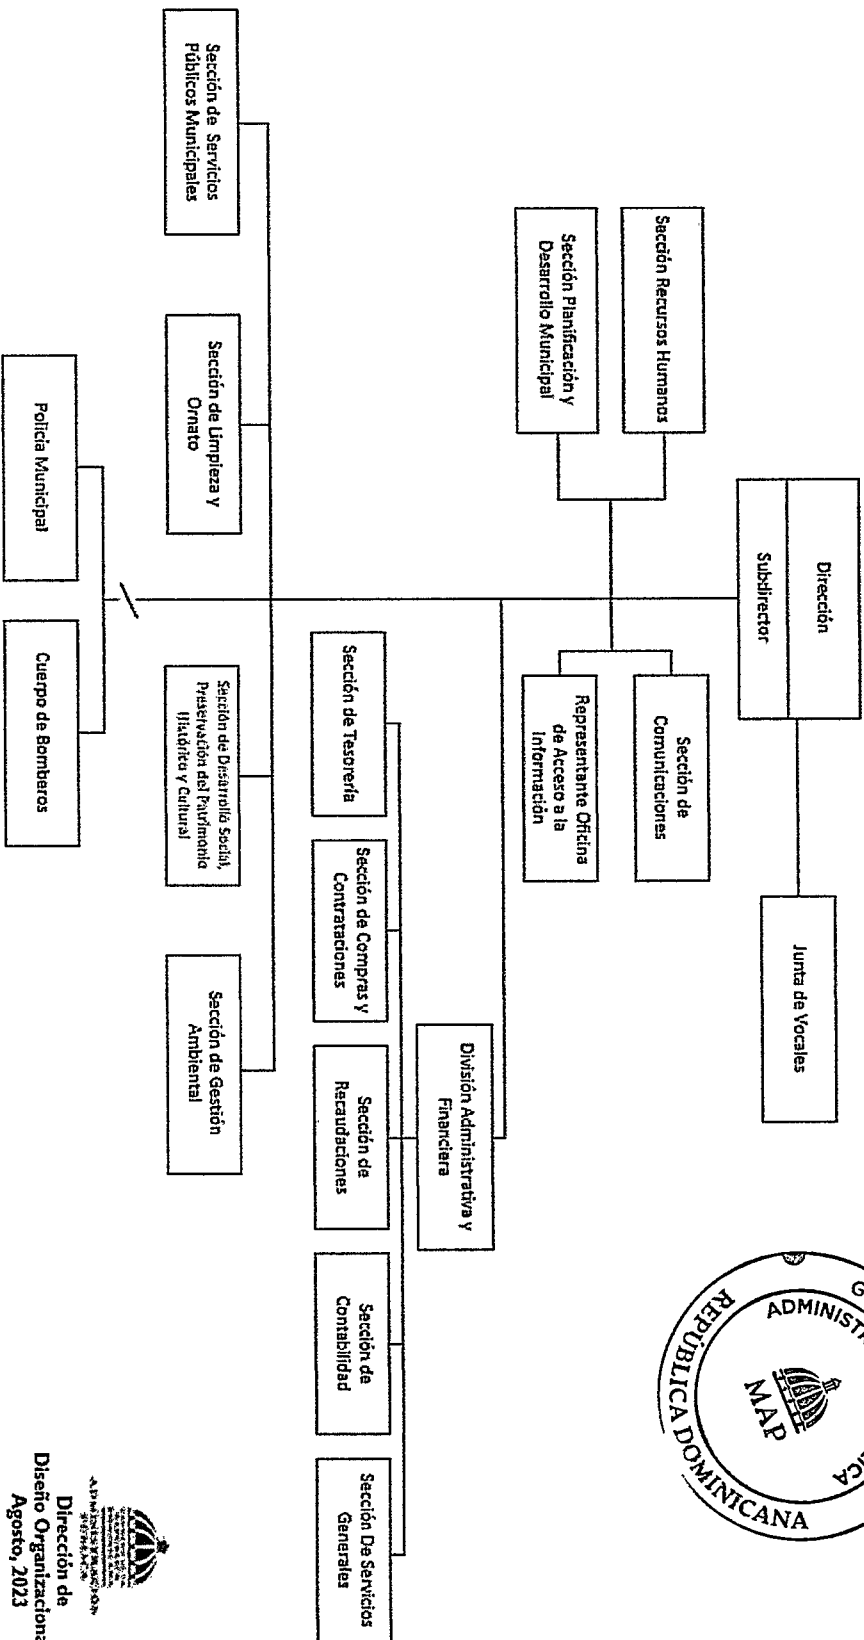 Dirección
Subdirector
Junta de Vocales
Sección Recursos Humanos
Sección Planificación y
Desarrollo Municipal
Sección de
Comunicaciones
Representante Oficina
de Acceso a la
Información
División Administrativa y
Financiera
Sección de Tesorería
Sección de Compras y
Contrataciones
Sección de
Recaudaciones
Sección de
Contabilidad
Sección De Servicios
Generales
Sección de Servicios
Públicos Municipales
Sección de Limpieza y
Ornato
Sección de Desarrollo Social,
Preservación del Patrimonio
Histórico y Cultural
Sección de Gestión
Ambiental
Policía Municipal
Cuerpo de Bomberos
MAP
REPÚBLICA DOMINICANA
ADMINISTRACIÓN
PÚBLICA
Dirección de
Diseño Organizaciona
Agosto, 2023